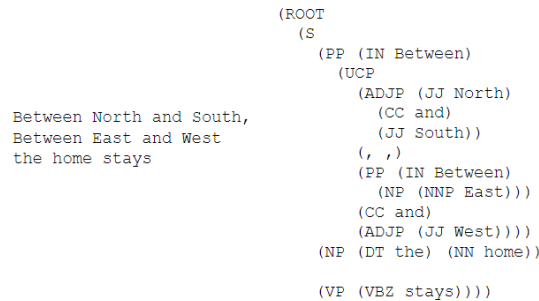 Between North and South,
Between East and West
the home stays
(ROOT
(S
(PP (IN Between)
(UCP
(ADJP (JJ North)
(CC and)
(JJ South))
(, ,)
(PP (IN Between)
(NP (NNP East)))
(CC and)
(ADJP (JJ West))))
(NP (DT the) (NN home))
(VP (VBZ stays))))